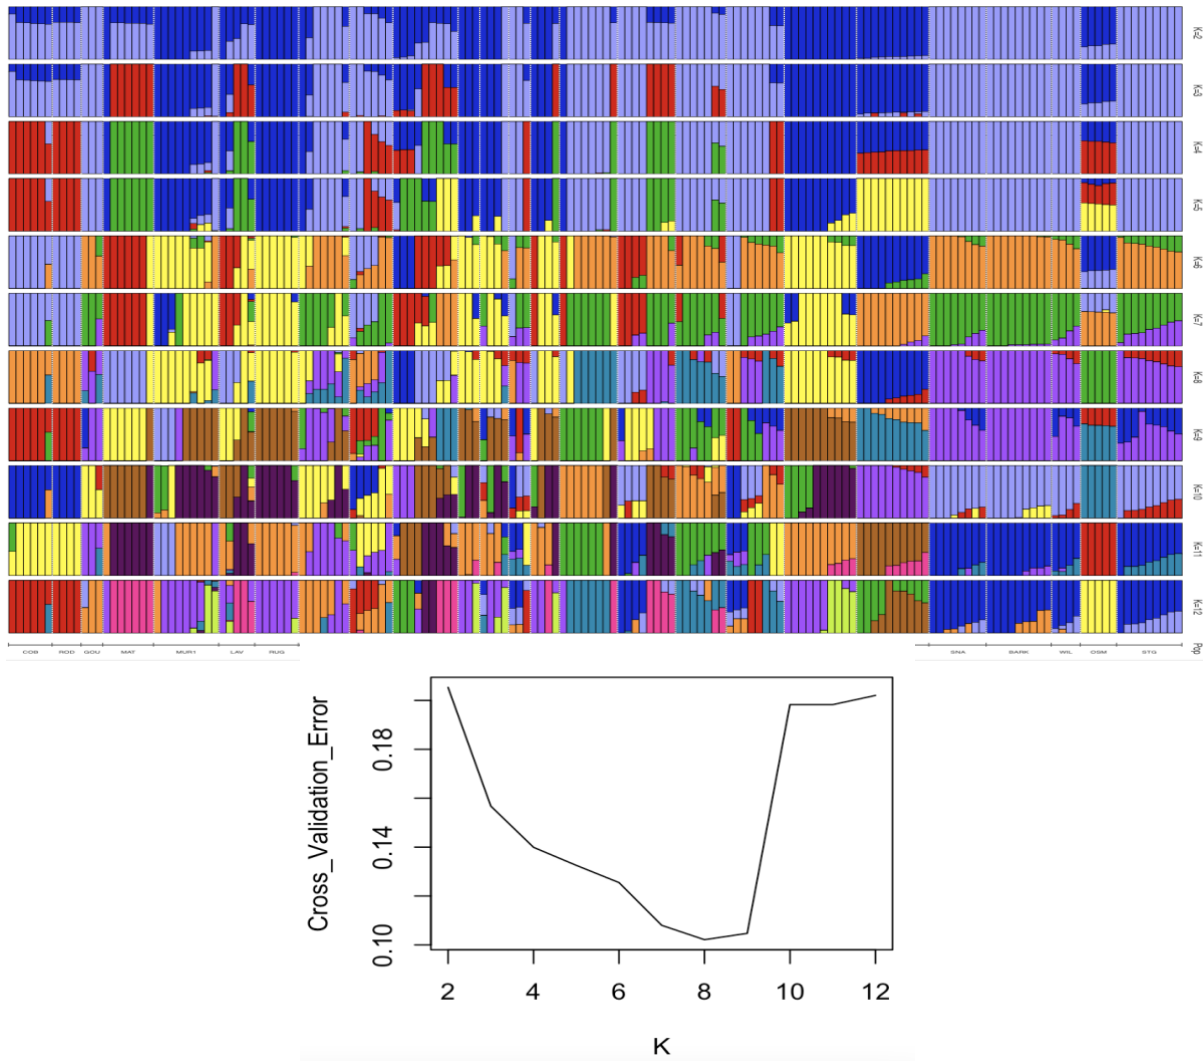 K=2
K=3
K=4
K=5
K=6
K=7
K=8
K=9
K=10
K=11
K=12
Pop
COB ROD GOU MAT MUR1 LAV RUG SNA BARK WIL OSM STG
Cross_Validation_Error
0.18
0.14
0.10
2 4 6 8 10 12
K